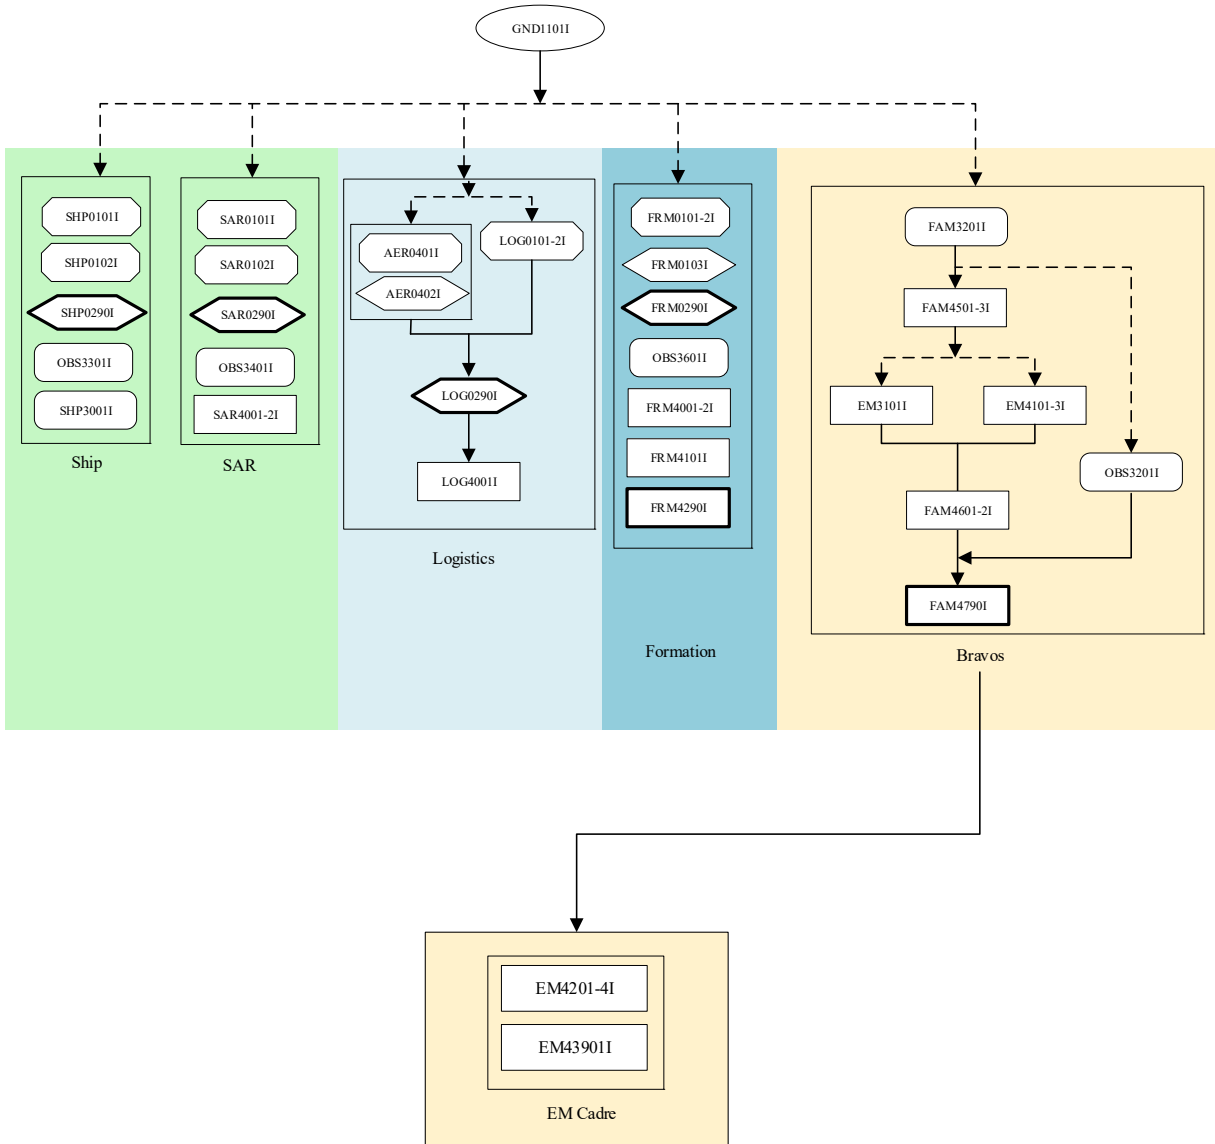 GND1101I
SHP0101I
SHP0102I
SHP0290I
OBS3301I
SHP3001I
Ship
SAR0101I
SAR0102I
SAR0290I
OBS3401I
SAR4001-2I
SAR
AER0401I
AER0402I
LOG0101-2I
LOG0290I
LOG4001I
Logistics
FRM0101-2I
FRM0103I
FRM0290I
OBS3601I
FRM4001-2I
FRM4101I
FRM4290I
Formation
FAM3201I
FAM4501-3I
EM3101I
EM4101-3I
OBS3201I
FAM4601-2I
FAM4790I
Bravos
EM4201-4I
EM43901I
EM Cadre